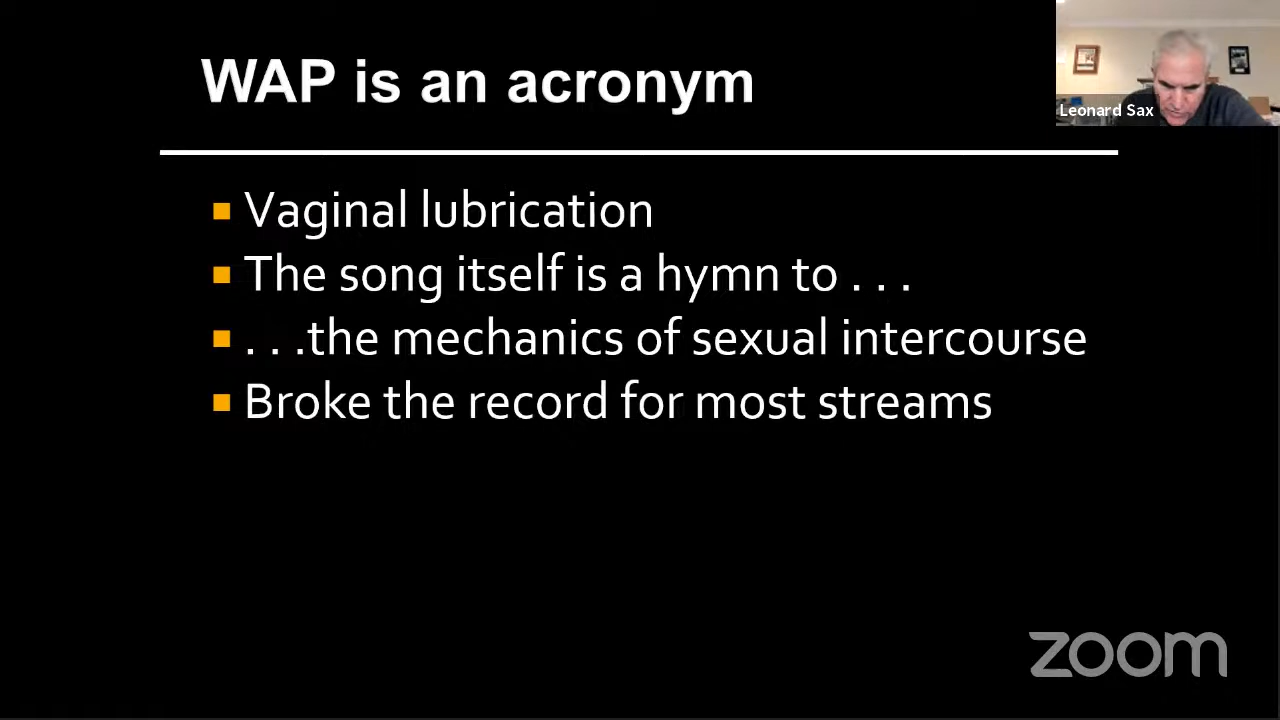 WAP is an acronym
Leonard Sax
Vaginal lubrication
The song itself is a hymn to . . .
. . .the mechanics of sexual intercourse
Broke the record for most streams
zoom